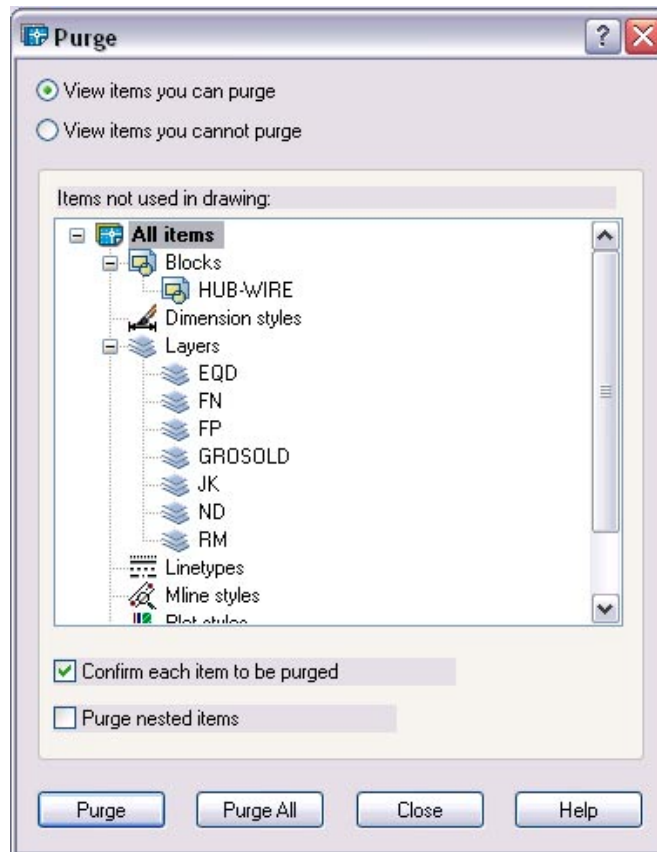 Purge
View items you can purge
View items you cannot purge
Items not used in drawing:
All items
Blocks
HUB-WIRE
Dimension styles
Layers
EQD
FN
FP
GROSOLD
JK
ND
RM
Linetypes
Mline styles
Plot styles
Confirm each item to be purged
Purge nested items
Purge Purge All Close Help